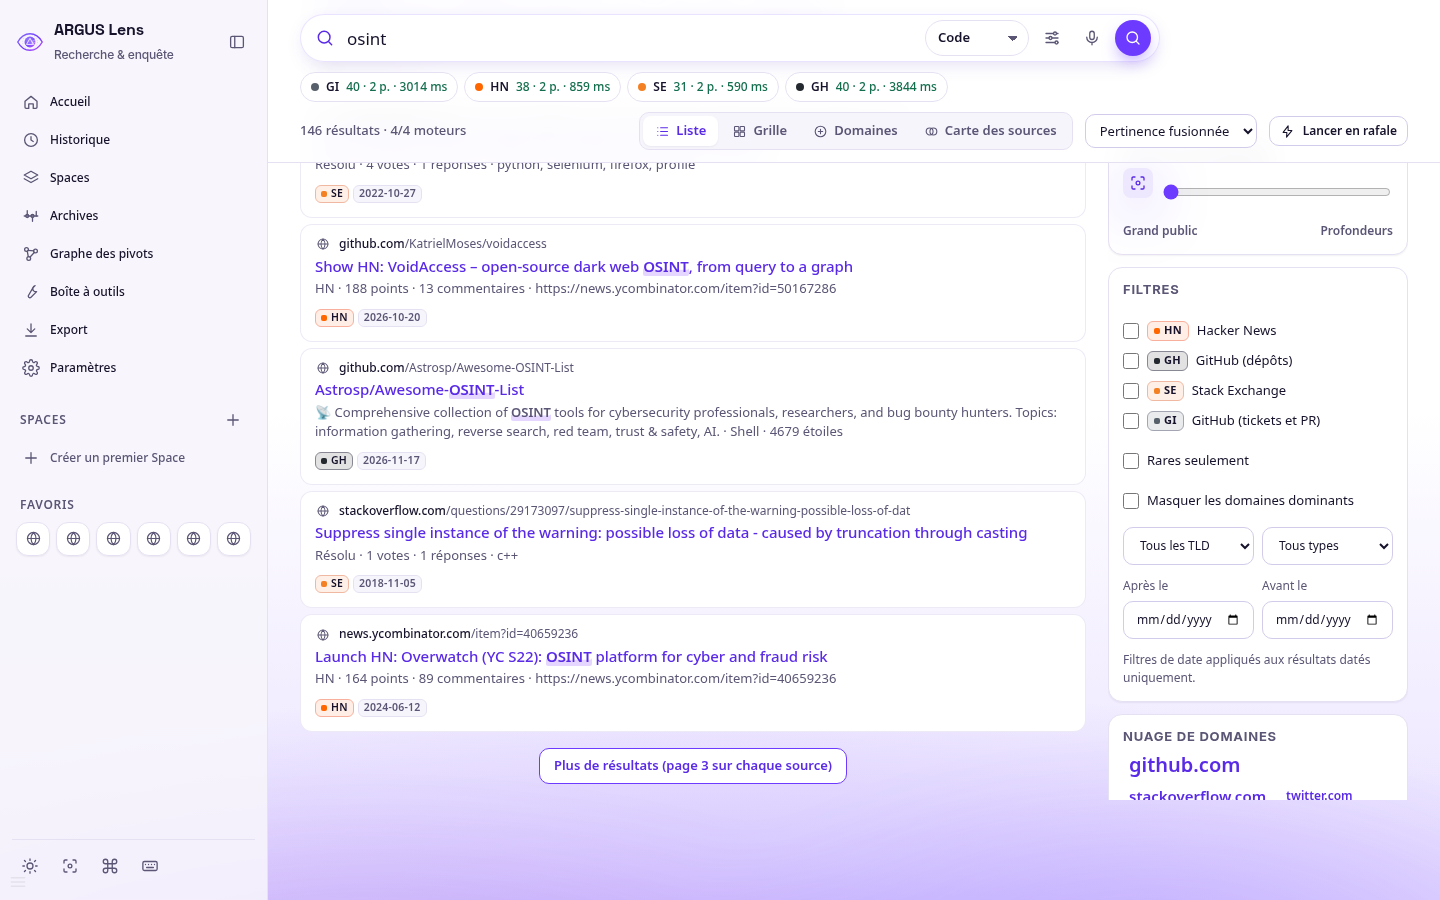 ARGUS Lens
Recherche & enquête
Accueil
Historique
Spaces
Archives
Graphe des pivots
Boîte à outils
Export
Paramètres
SPACES
Créer un premier Space
FAVORIS
osint
Code
GI 40 · 2 p. · 3014 ms
HN 38 · 2 p. · 859 ms
SE 31 · 2 p. · 590 ms
GH 40 · 2 p. · 3844 ms
146 résultats · 4/4 moteurs
Liste
Grille
Domaines
Carte des sources
Pertinence fusionnée
Lancer en rafale
Résolu · 4 votes · 1 réponses · python, selenium, firefox, profile
SE 2022-10-27
github.com/KatrielMoses/voidaccess
Show HN: VoidAccess – open-source dark web OSINT, from query to a graph
HN · 188 points · 13 commentaires · https://news.ycombinator.com/item?id=50167286
HN 2026-10-20
github.com/Astrosp/Awesome-OSINT-List
Astrosp/Awesome-OSINT-List
📡 Comprehensive collection of OSINT tools for cybersecurity professionals, researchers, and bug bounty hunters. Topics:
information gathering, reverse search, red team, trust & safety, AI. · Shell · 4679 étoiles
GH 2026-11-17
stackoverflow.com/questions/29173097/suppress-single-instance-of-the-warning-possible-loss-of-dat
Suppress single instance of the warning: possible loss of data - caused by truncation through casting
Résolu · 1 votes · 1 réponses · c++
SE 2018-11-05
news.ycombinator.com/item?id=40659236
Launch HN: Overwatch (YC S22): OSINT platform for cyber and fraud risk
HN · 164 points · 89 commentaires · https://news.ycombinator.com/item?id=40659236
HN 2024-06-12
Plus de résultats (page 3 sur chaque source)
Grand public
Profondeurs
FILTRES
HN Hacker News
GH GitHub (dépôts)
SE Stack Exchange
GI GitHub (tickets et PR)
Rares seulement
Masquer les domaines dominants
Tous les TLD
Tous types
Après le
Avant le
mm/dd/yyyy
mm/dd/yyyy
Filtres de date appliqués aux résultats datés
uniquement.
NUAGE DE DOMAINES
github.com
stackoverflow.com twitter.com